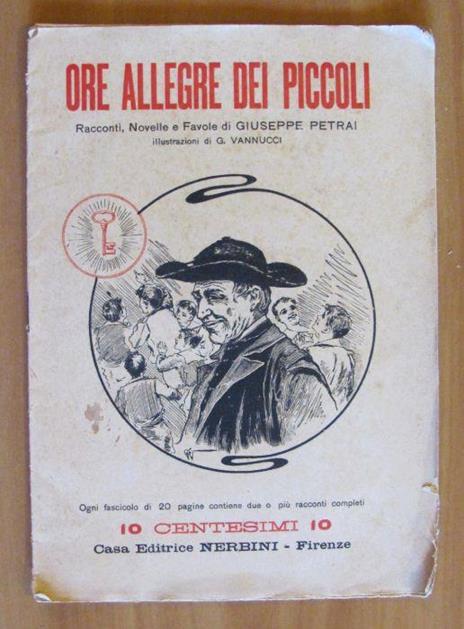 ORE ALLEGRE DEI PICCOLI
Racconti, Novelle e Favole di GIUSEPPE PETRAI
illustrazioni di G. VANNUCCI
Ogni fascicolo di 20 pagine contiene due o più racconti completi
10 CENTESIMI 10
Casa Editrice NERBINI - Firenze